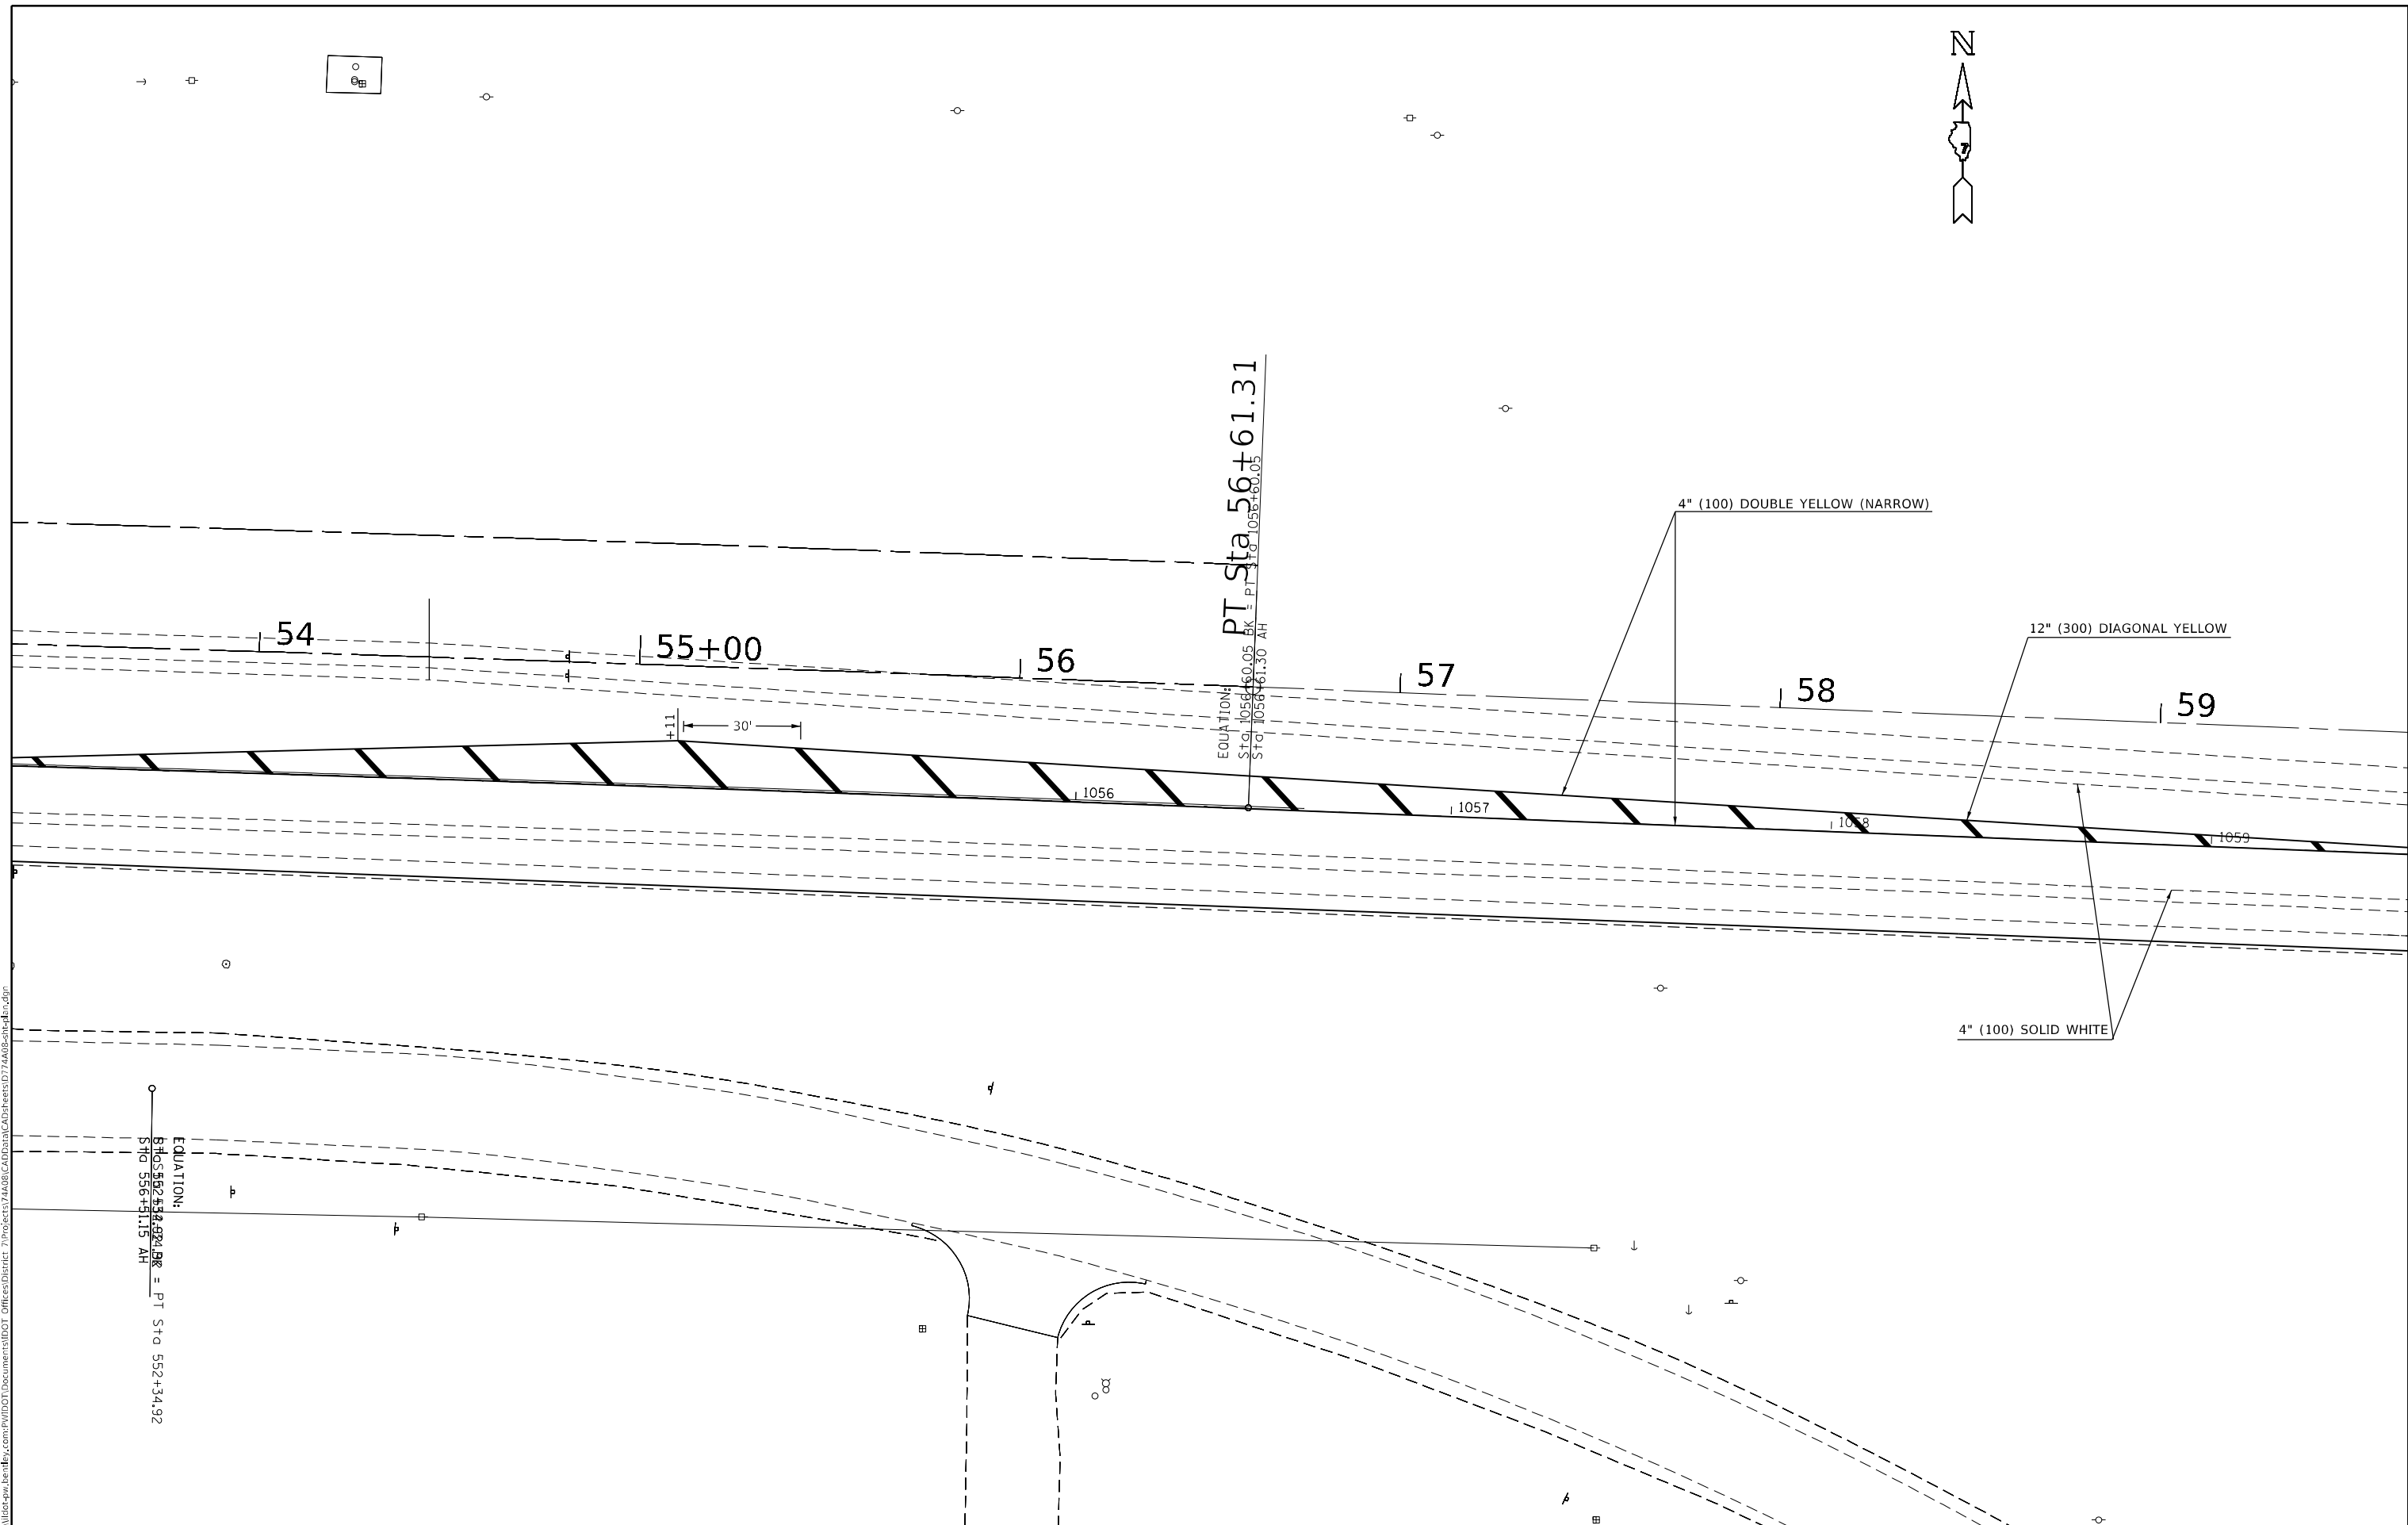 N
7
PT Sta 56+61.31
4" (100) DOUBLE YELLOW (NARROW)
12" (300) DIAGONAL YELLOW
54
55+00
56
57
58
59
EQUATION:
Sta 1056+60.05 BK = PT Sta 1056+60.05
Sta 1056+61.30 AH
+11
30'
1056
1057
1058
1059
4" (100) SOLID WHITE
EQUATION:
= PT Sta 552+34.92
Sta 556+51.15 AH